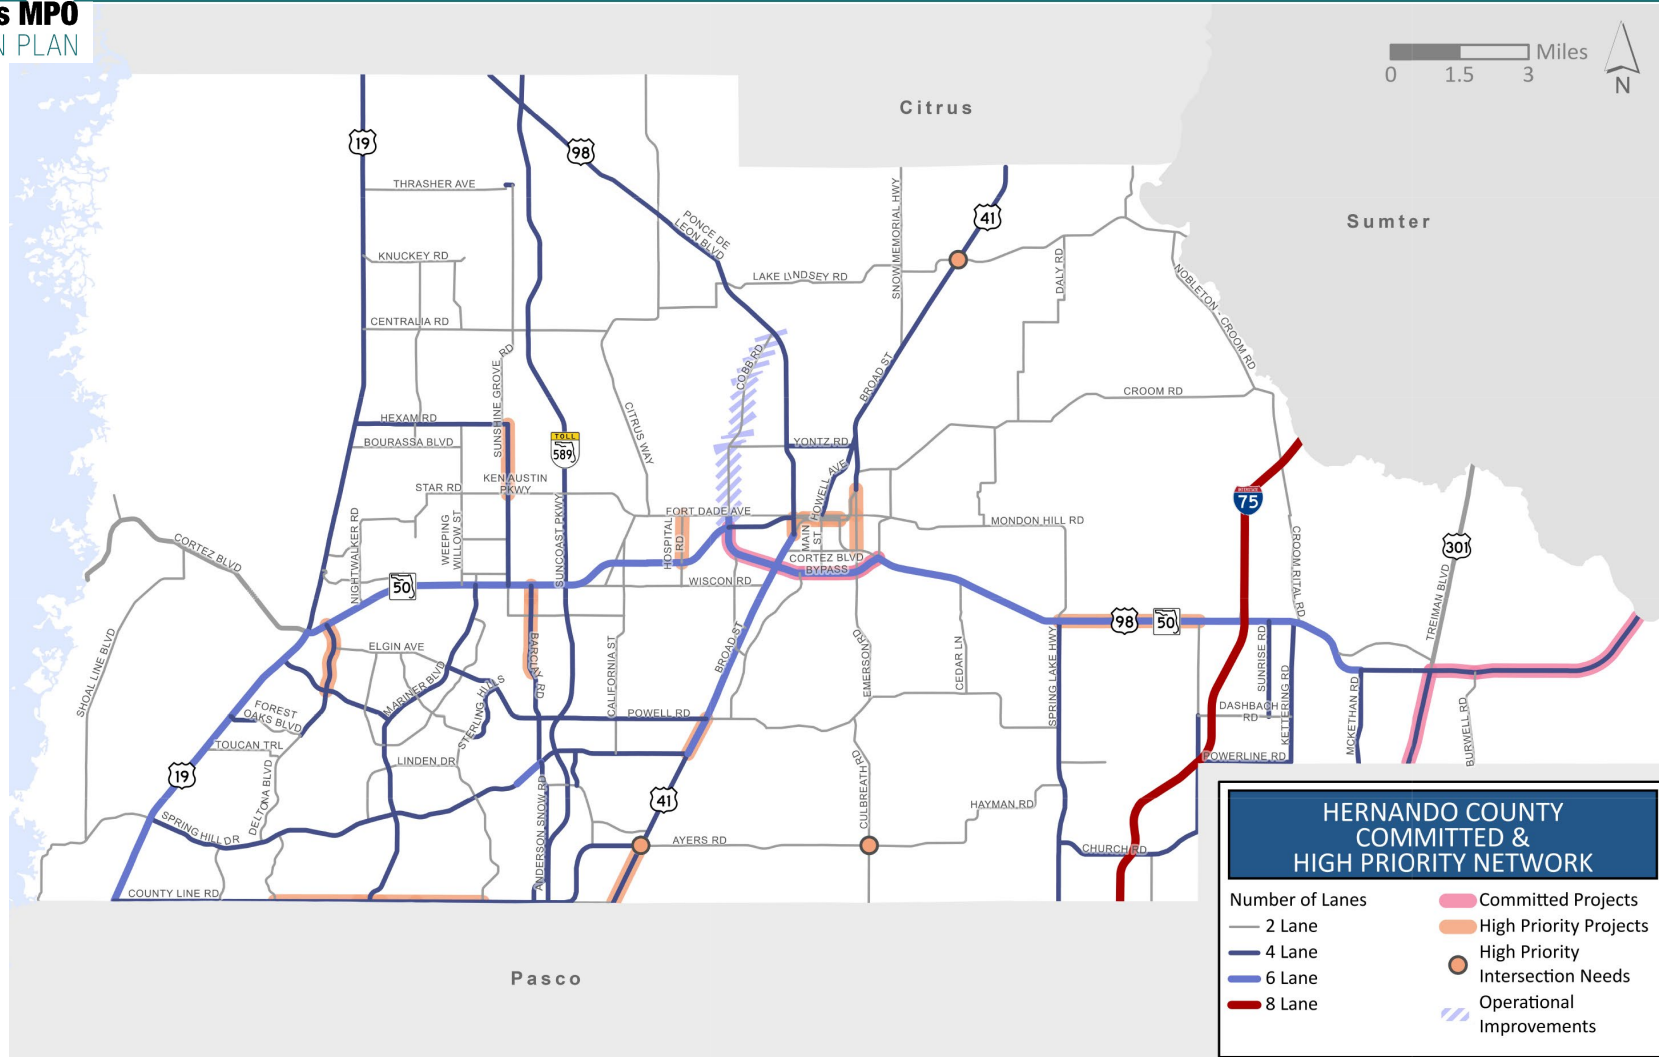 s MPO
N PLAN
Miles
0 1.5 3
N
Citrus
Sumter
Pasco
19
98
41
THRASHER AVE
PONCE DE
LEON BLVD
SNOW MEMORIAL HWY
KNUCKEY RD
LAKE LINDSEY RD
DALY RD
NOBLETON - CROOM RD
CENTRALIA RD
SUNSHINE GROVE RD
COBB RD
BROAD ST
CROOM RD
HEXAM RD
CITRUS WAY
BOURASSA BLVD
TOLL
589
YONTZ RD
KEN AUSTIN
PKWY
STAR RD
HOWELL AVE
INTERSTATE
75
FORT DADE AVE
MONDON HILL RD
NIGHTWALKER RD
WEEPING
WILLOW ST
SUNCOAST PKWY
HOSPITAL
RD
MAIN
ST
CORTEZ BLVD
BYPASS
CORTEZ BLVD
CROOM RITAL RD
301
TREIMAN BLVD
50
WISCON RD
98
50
SHOAL LINE BLVD
ELGIN AVE
BARCLAY RD
CALIFORNIA ST
BROAD ST
EMERSON RD
CEDAR LN
SPRING LAKE HWY
SUNRISE RD
KETTERING RD
MARINER BLVD
STERLING HILLS
FOREST
OAKS BLVD
POWELL RD
DASHBACH
RD
MCKETHAN RD
BURWELL RD
TOUCAN TRL
LINDEN DR
POWERLINE RD
19
DELTONA BLVD
ANDERSON SNOW RD
41
CULBREATH RD
HAYMAN RD
SPRING HILL DR
AYERS RD
CHURCH RD
COUNTY LINE RD
HERNANDO COUNTY
COMMITTED &
HIGH PRIORITY NETWORK
Number of Lanes
2 Lane
4 Lane
6 Lane
8 Lane
Committed Projects
High Priority Projects
High Priority
Intersection Needs
Operational
Improvements